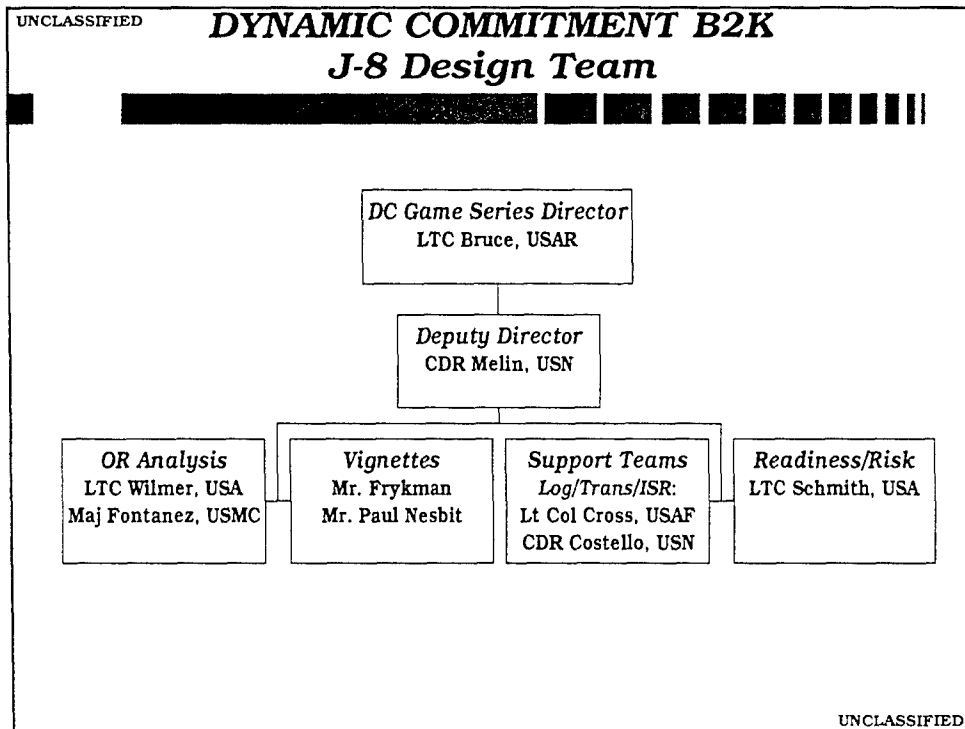 UNCLASSIFIED
DYNAMIC COMMITMENT B2K
J-8 Design Team
DC Game Series Director
LTC Bruce, USAR
Deputy Director
CDR Melin, USN
OR Analysis
LTC Wilmer, USA
Maj Fontanez, USMC
Vignettes
Mr. Frykman
Mr. Paul Nesbit
Support Teams
Log/Trans/ISR:
Lt Col Cross, USAF
CDR Costello, USN
Readiness/Risk
LTC Schmith, USA
UNCLASSIFIED